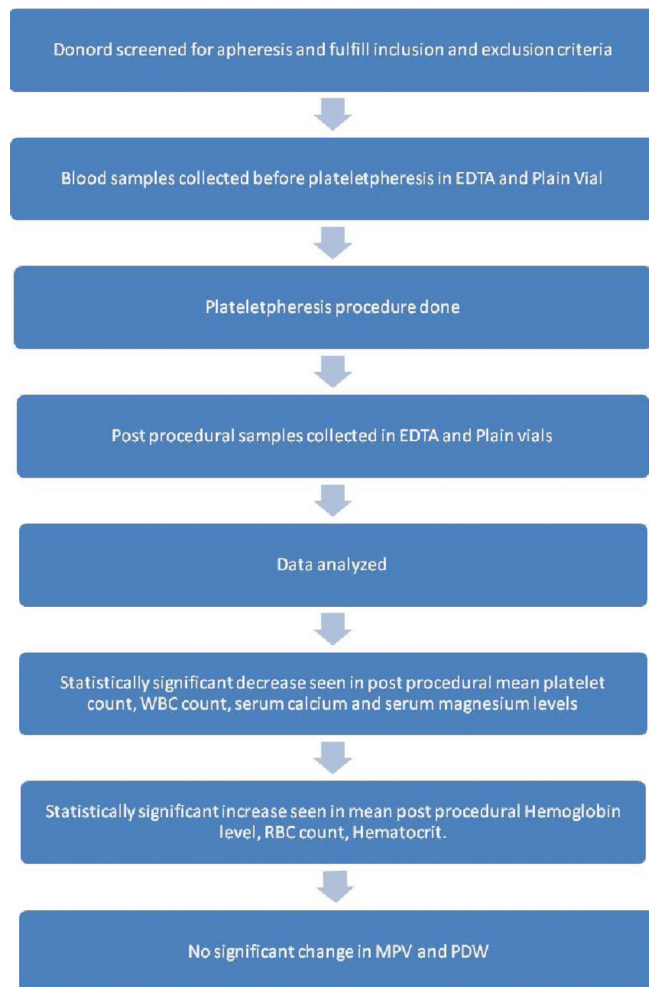 Donord screened for apheresis and fulfill inclusion and exclusion criteria
Blood samples collected before plateletpheresis in EDTA and Plain Vial
Plateletpheresis procedure done
Post procedural samples collected in EDTA and Plain vials
Data analyzed
Statistically significant decrease seen in post procedural mean platelet
count, WBC count, serum calcium and serum magnesium levels
Statistically significant increase seen in mean post procedural Hemoglobin
level, RBC count, Hematocrit.
No significant change in MPV and PDW